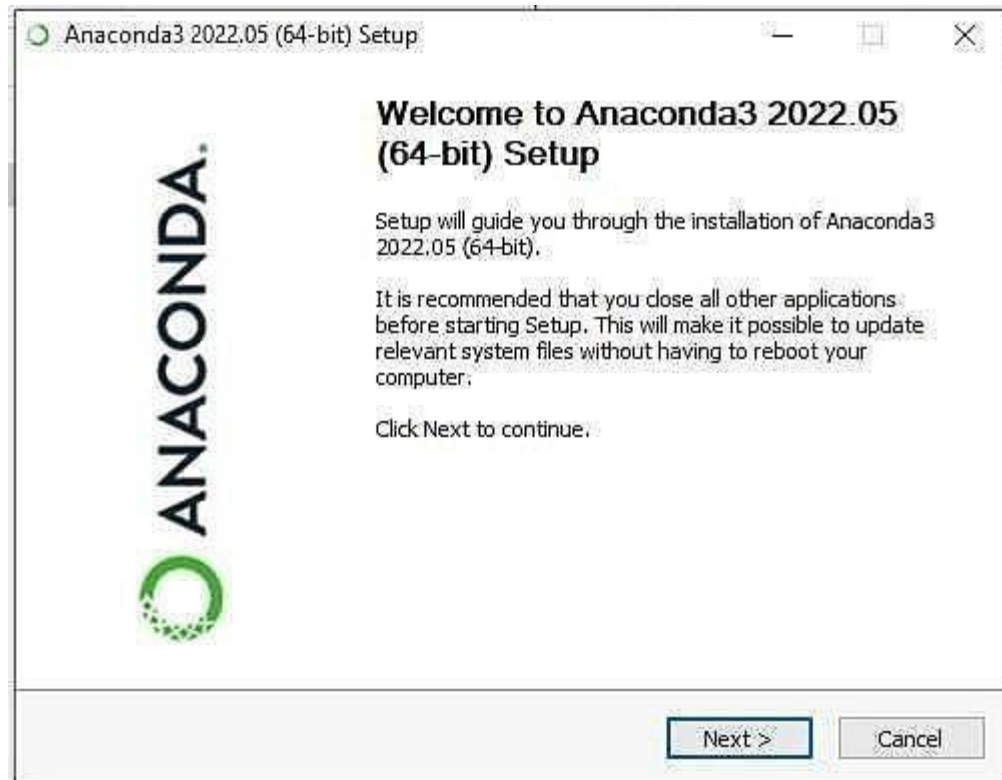 Anaconda3 2022.05 (64-bit) Setup
ANACONDA.
Welcome to Anaconda3 2022.05
(64-bit) Setup
Setup will guide you through the installation of Anaconda3
2022.05 (64-bit).
It is recommended that you close all other applications
before starting Setup. This will make it possible to update
relevant system files without having to reboot your
computer.
Click Next to continue.
Next >
Cancel